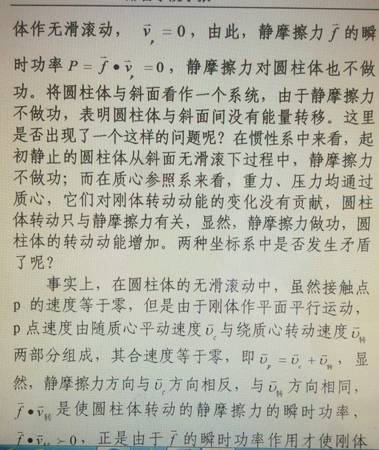 体作无滑滚动， v̄ₚ = 0，由此，静摩擦力 f̄ 的瞬
时功率 P = f̄ • v̄ₚ = 0，静摩擦力对圆柱体也不做
功。将圆柱体与斜面看作一个系统，由于静摩擦力
不做功，表明圆柱体与斜面间没有能量转移。这里
是否出现了一个这样的问题呢？在惯性系中来看，起
初静止的圆柱体从斜面无滑滚下过程中，静摩擦力
不做功；而在质心参照系来看，重力、压力均通过
质心，它们对刚体转动动能的变化没有贡献，圆柱
体转动只与静摩擦力有关，显然，静摩擦力做功，圆
柱体的转动动能增加。两种坐标系中是否发生矛盾
了呢？
事实上，在圆柱体的无滑滚动中，虽然接触点
p 的速度等于零，但是由于刚体作平面平行运动，
p 点速度由随质心平动速度 ῡ꜀ 与绕质心转动速度 ῡ转
两部分组成，其合速度等于零，即 ῡₚ = ῡ꜀ + ῡ转，显
然，静摩擦力方向与 ῡ꜀ 方向相反，与 ῡ转 方向相同，
f̄ • v̄转 是使圆柱体转动的静摩擦力的瞬时功率，
f̄ • v̄转 > 0，正是由于 f̄ 的瞬时功率作用才使刚体